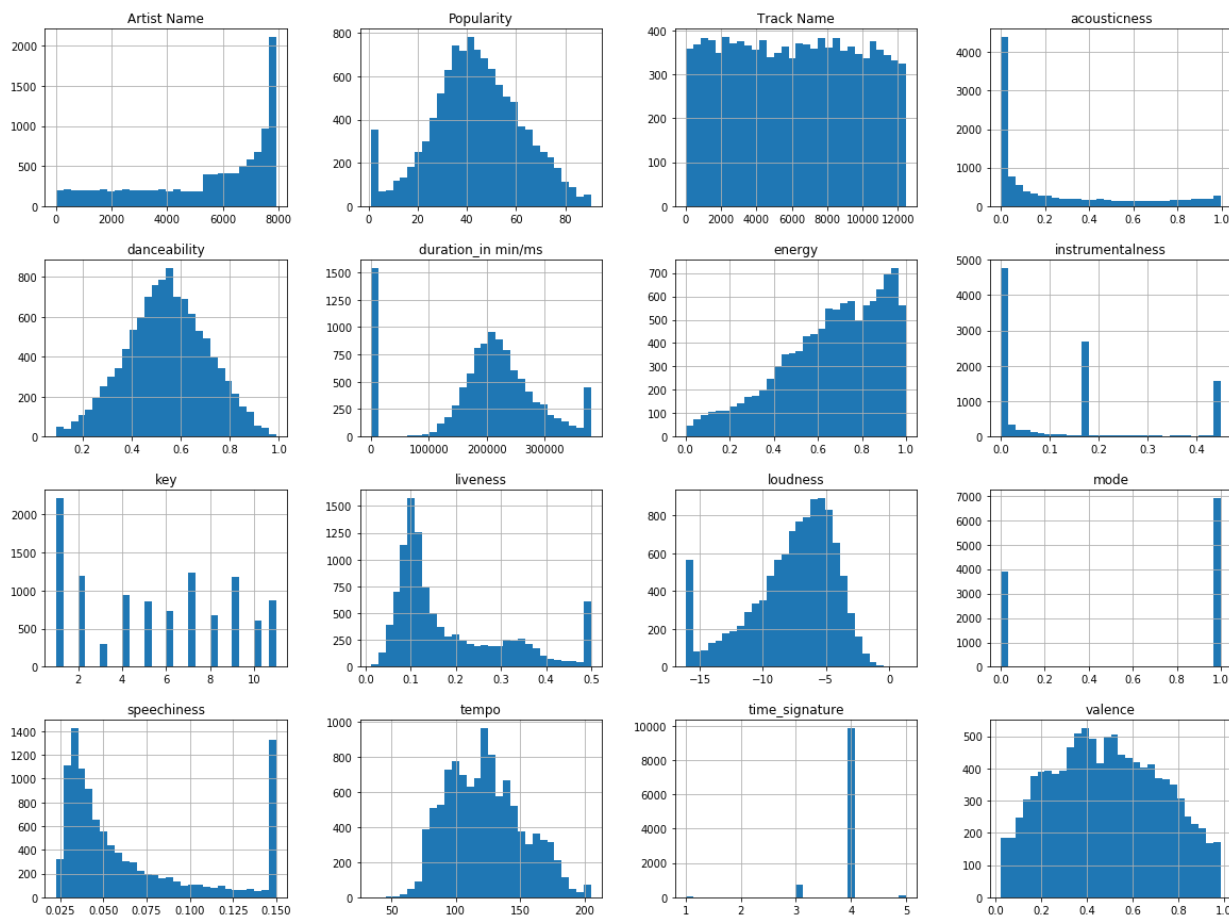 Artist Name Popularity Track Name acousticness
2000 1500 1000 500 0
0 2000 4000 6000 8000
800 600 400 200 0
0 20 40 60 80
400 300 200 100 0
0 2000 4000 6000 8000 10000 12000
4000 3000 2000 1000 0
0.0 0.2 0.4 0.6 0.8 1.0
danceability duration_in min/ms energy instrumentalness
800 600 400 200 0
0.2 0.4 0.6 0.8 1.0
1500 1250 1000 750 500 250 0
0 100000 200000 300000
700 600 500 400 300 200 100 0
0.0 0.2 0.4 0.6 0.8 1.0
5000 4000 3000 2000 1000 0
0.0 0.1 0.2 0.3 0.4
key liveness loudness mode
2000 1500 1000 500 0
2 4 6 8 10
1500 1250 1000 750 500 250 0
0.0 0.1 0.2 0.3 0.4 0.5
800 600 400 200 0
−15 −10 −5 0
7000 6000 5000 4000 3000 2000 1000 0
0.0 0.2 0.4 0.6 0.8 1.0
speechiness tempo time_signature valence
1400 1200 1000 800 600 400 200 0
0.025 0.050 0.075 0.100 0.125 0.150
1000 800 600 400 200 0
50 100 150 200
10000 8000 6000 4000 2000 0
1 2 3 4 5
500 400 300 200 100 0
0.0 0.2 0.4 0.6 0.8 1.0